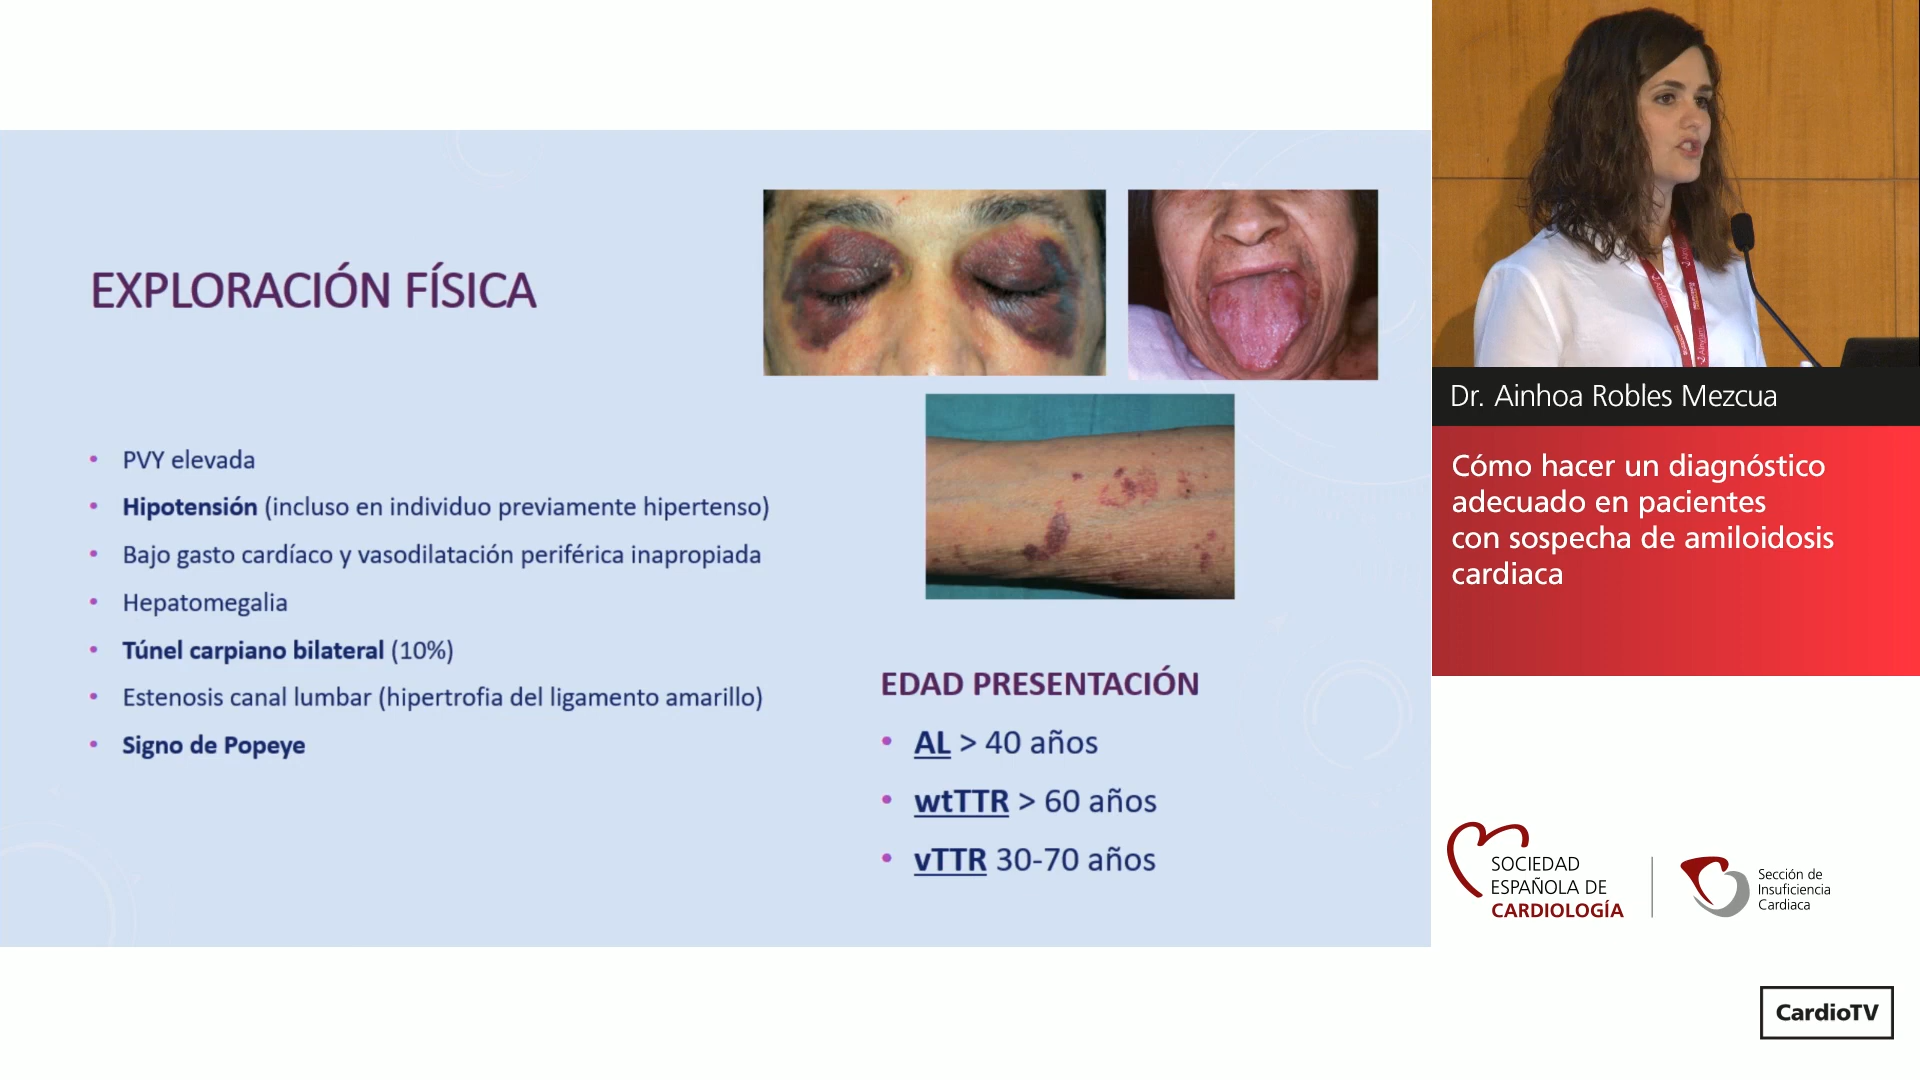 EXPLORACIÓN FÍSICA
• PVY elevada
• Hipotensión (incluso en individuo previamente hipertenso)
• Bajo gasto cardíaco y vasodilatación periférica inapropiada
• Hepatomegalia
• Túnel carpiano bilateral (10%)
• Estenosis canal lumbar (hipertrofia del ligamento amarillo)
• Signo de Popeye
EDAD PRESENTACIÓN
• AL > 40 años
• wtTTR > 60 años
• vTTR 30-70 años
Dr. Ainhoa Robles Mezcua
Cómo hacer un diagnóstico
adecuado en pacientes
con sospecha de amiloidosis
cardiaca
SOCIEDAD
ESPAÑOLA DE
CARDIOLOGÍA
Sección de
Insuficiencia
Cardiaca
CardioTV